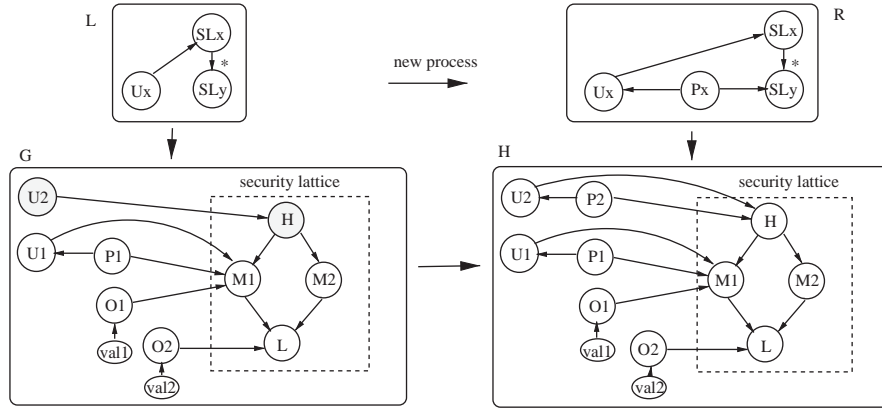 L
SLx
*
Ux
SLy
new process
R
SLx
*
Ux
Px
SLy
G
security lattice
U2
H
U1
P1
M1
M2
O1
val1
O2
L
val2
H
security lattice
U2
P2
H
U1
P1
M1
M2
O1
val1
O2
L
val2